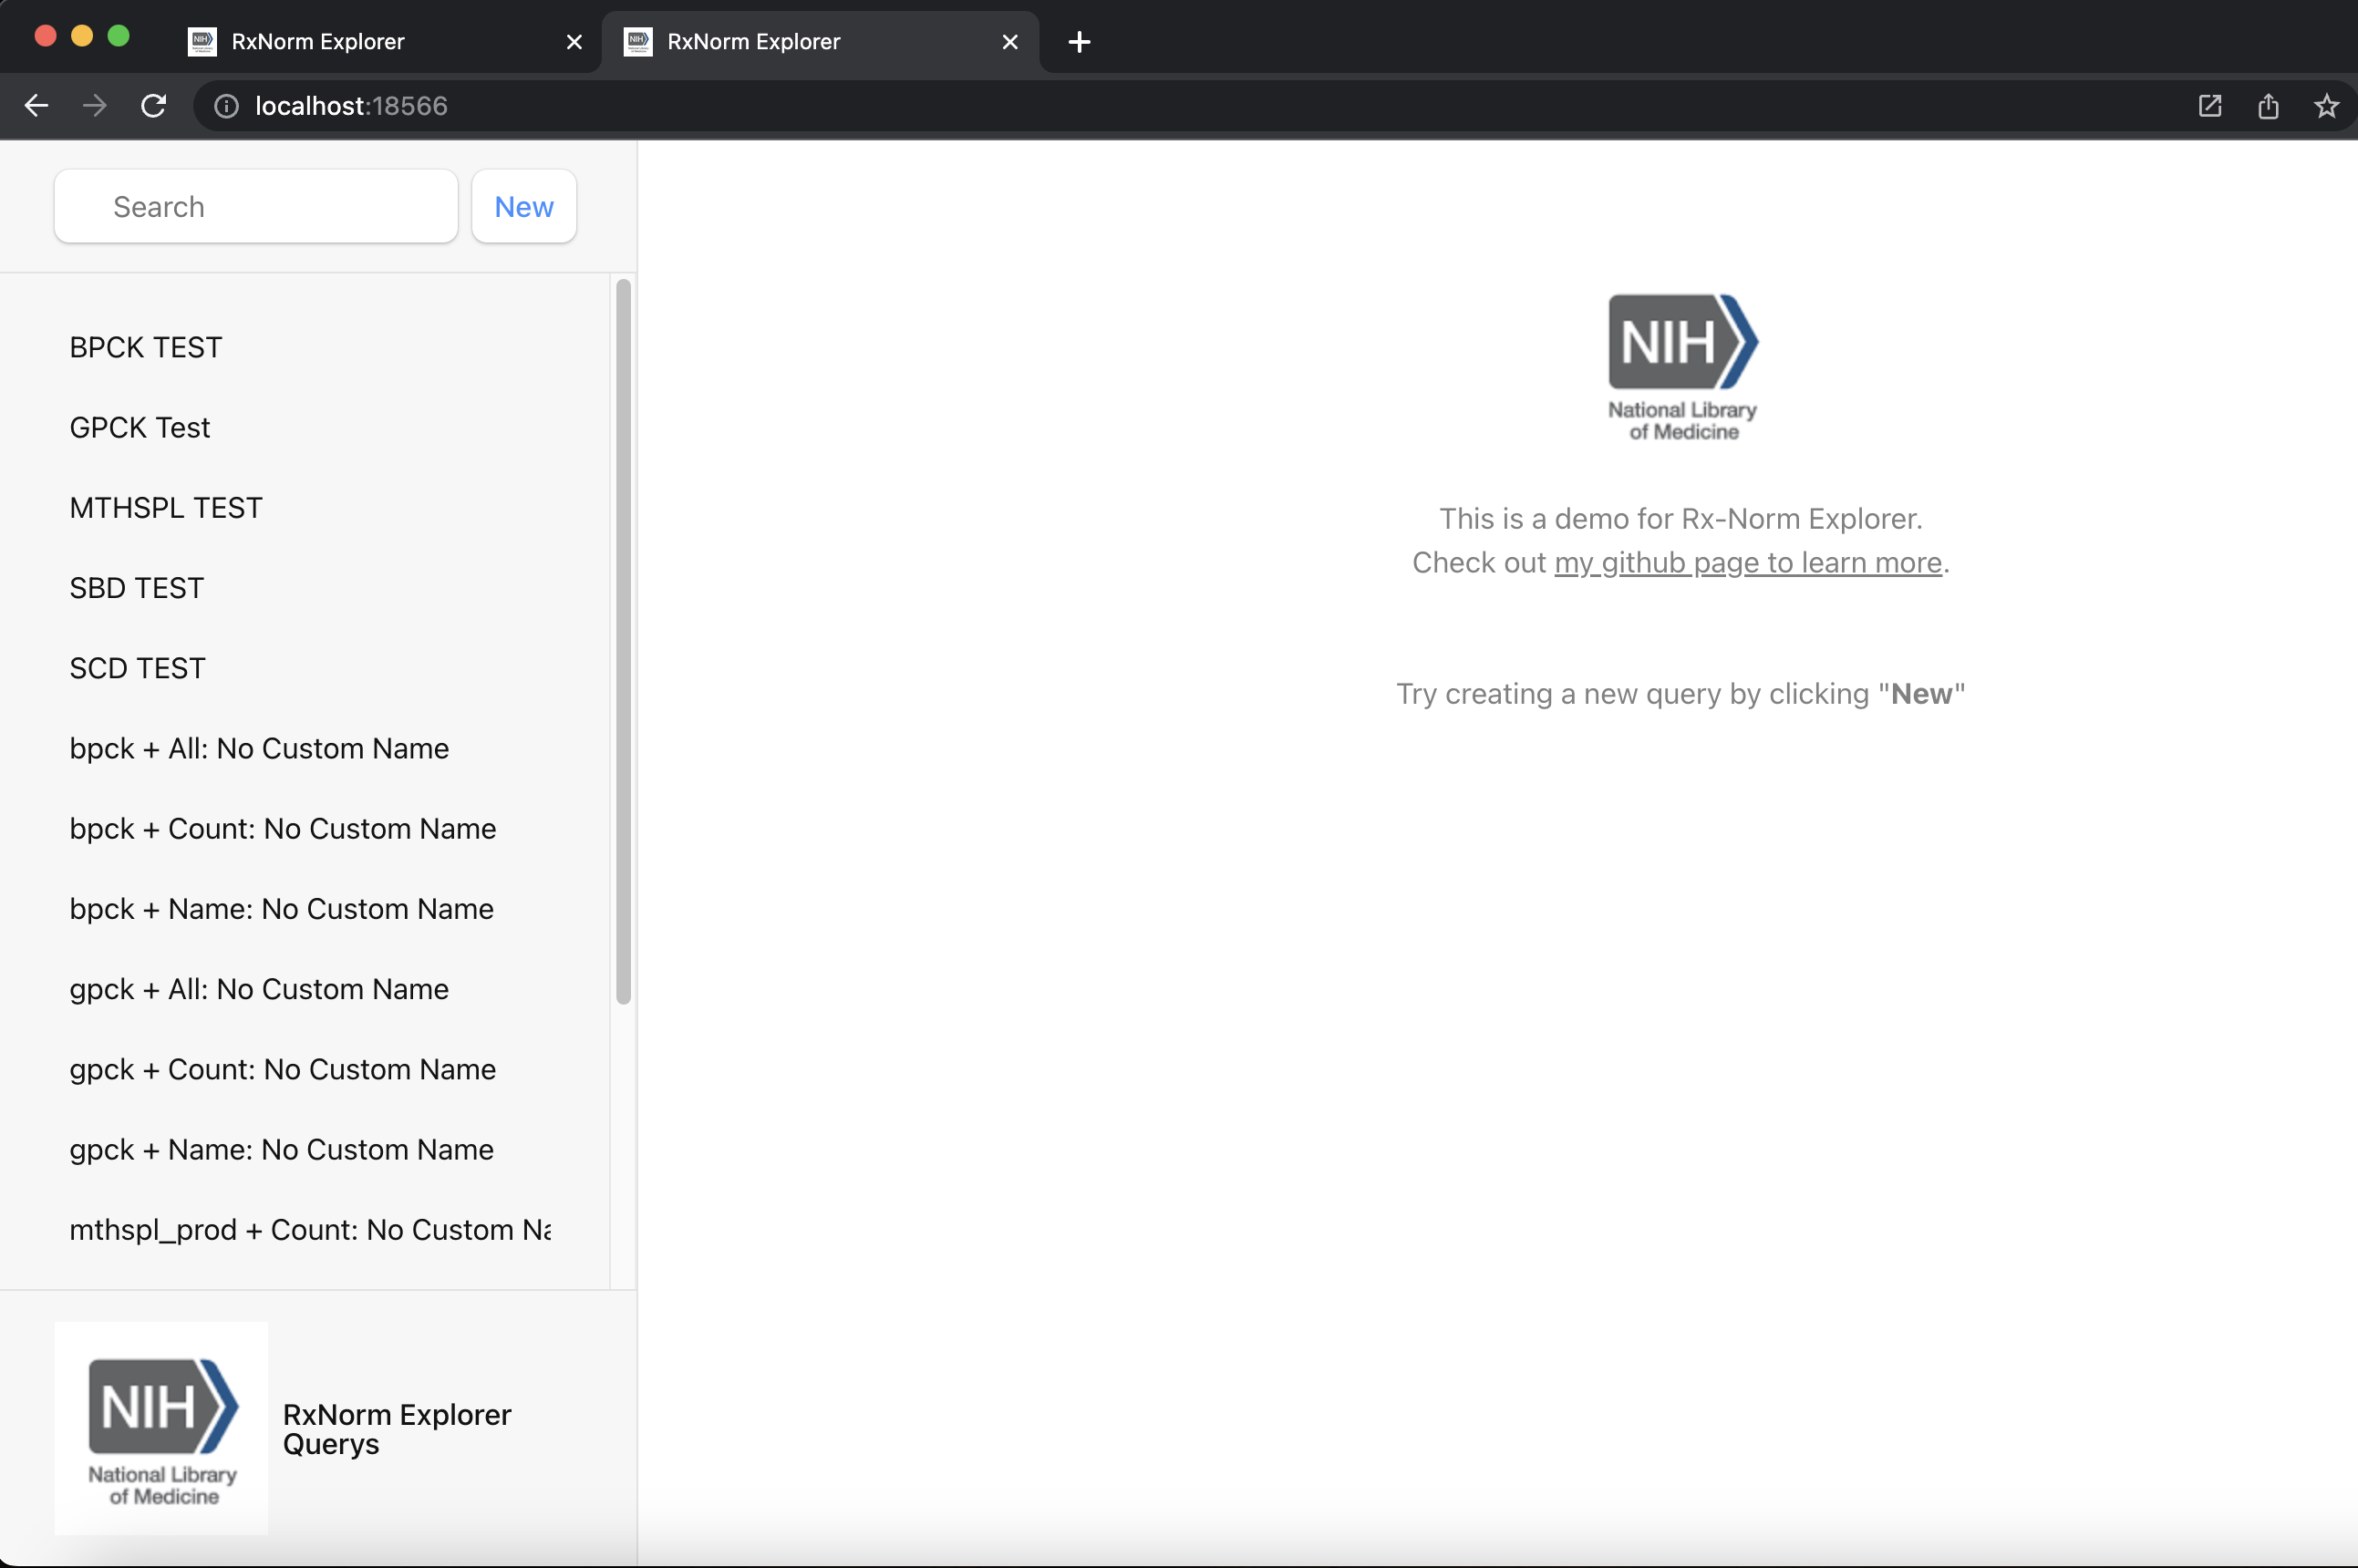 RxNorm Explorer
RxNorm Explorer
localhost:18566
Search
New
BPCK TEST
GPCK Test
MTHSPL TEST
SBD TEST
SCD TEST
bpck + All: No Custom Name
bpck + Count: No Custom Name
bpck + Name: No Custom Name
gpck + All: No Custom Name
gpck + Count: No Custom Name
gpck + Name: No Custom Name
mthspl_prod + Count: No Custom Na
NIH
National Library
of Medicine
RxNorm Explorer
Querys
NIH
National Library
of Medicine
This is a demo for Rx-Norm Explorer.
Check out my github page to learn more.
Try creating a new query by clicking "New"